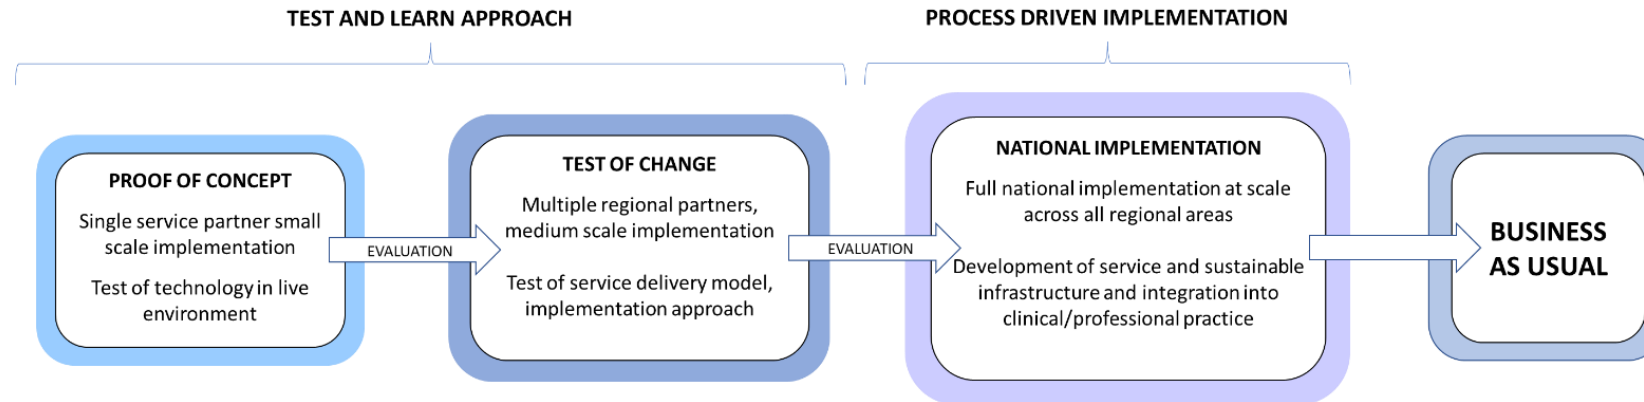 TEST AND LEARN APPROACH
PROCESS DRIVEN IMPLEMENTATION
PROOF OF CONCEPT
Single service partner small
scale implementation
Test of technology in live
environment
EVALUATION
TEST OF CHANGE
Multiple regional partners,
medium scale implementation
Test of service delivery model,
implementation approach
EVALUATION
NATIONAL IMPLEMENTATION
Full national implementation at scale
across all regional areas
Development of service and sustainable
infrastructure and integration into
clinical/professional practice
BUSINESS
AS USUAL